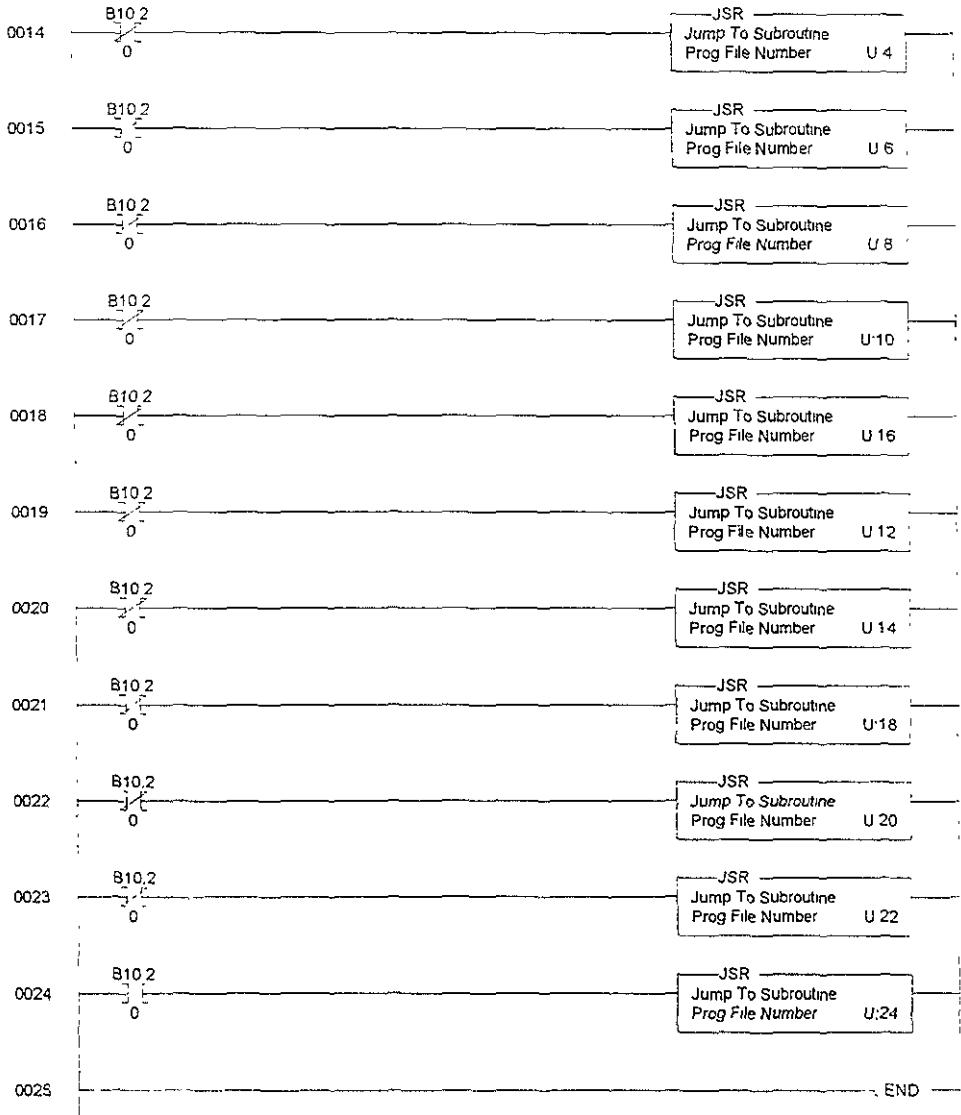 B10 2
0014
0
JSR
Jump To Subroutine
Prog File Number U 4
B10 2
0015
0
JSR
Jump To Subroutine
Prog File Number U 6
B10 2
0016
0
JSR
Jump To Subroutine
Prog File Number U 8
B10 2
0017
0
JSR
Jump To Subroutine
Prog File Number U:10
B10 2
0018
0
JSR
Jump To Subroutine
Prog File Number U 16
B10 2
0019
0
JSR
Jump To Subroutine
Prog File Number U 12
B10 2
0020
0
JSR
Jump To Subroutine
Prog File Number U 14
B10 2
0021
0
JSR
Jump To Subroutine
Prog File Number U:18
B10.2
0022
0
JSR
Jump To Subroutine
Prog File Number U 20
B10.2
0023
0
JSR
Jump To Subroutine
Prog File Number U 22
B10 2
0024
0
JSR
Jump To Subroutine
Prog File Number U:24
0025
END